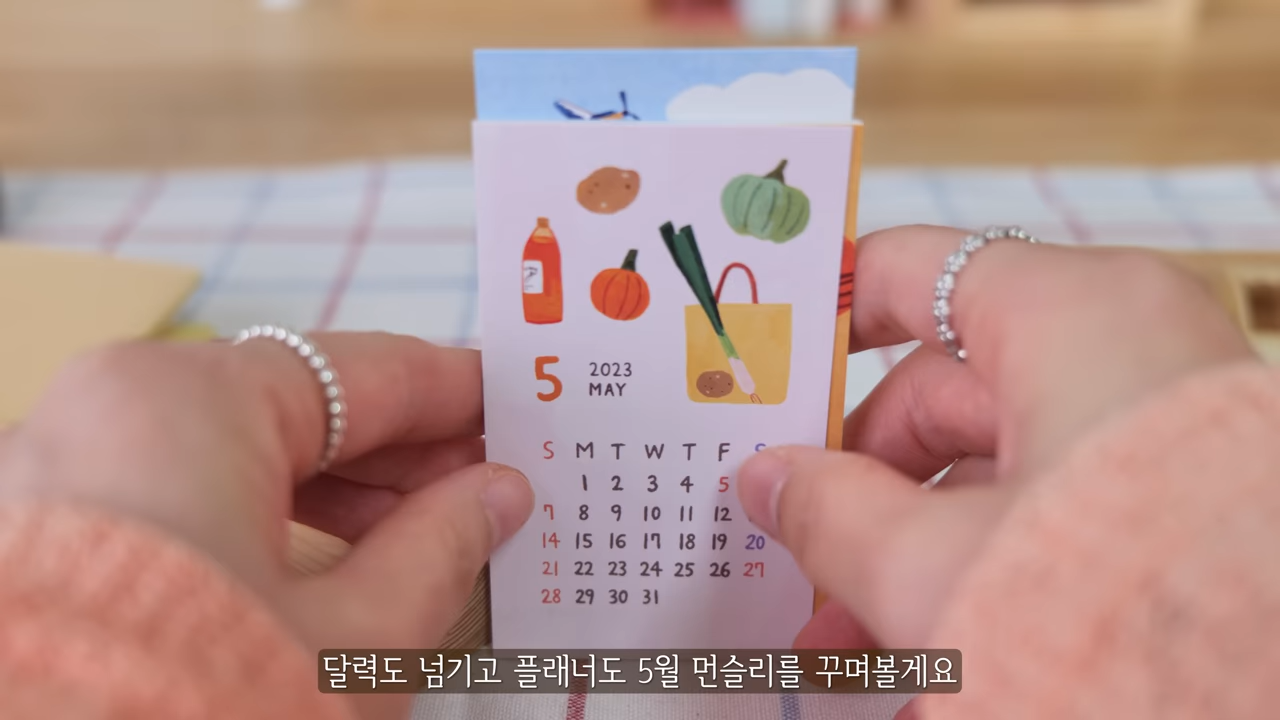 5 2023
MAY
S M T W T F S
1 2 3 4 5
7 8 9 10 11 12
14 15 16 17 18 19 20
21 22 23 24 25 26 27
28 29 30 31
달력도 넘기고 플래너도 5월 먼슬리를 꾸며볼게요